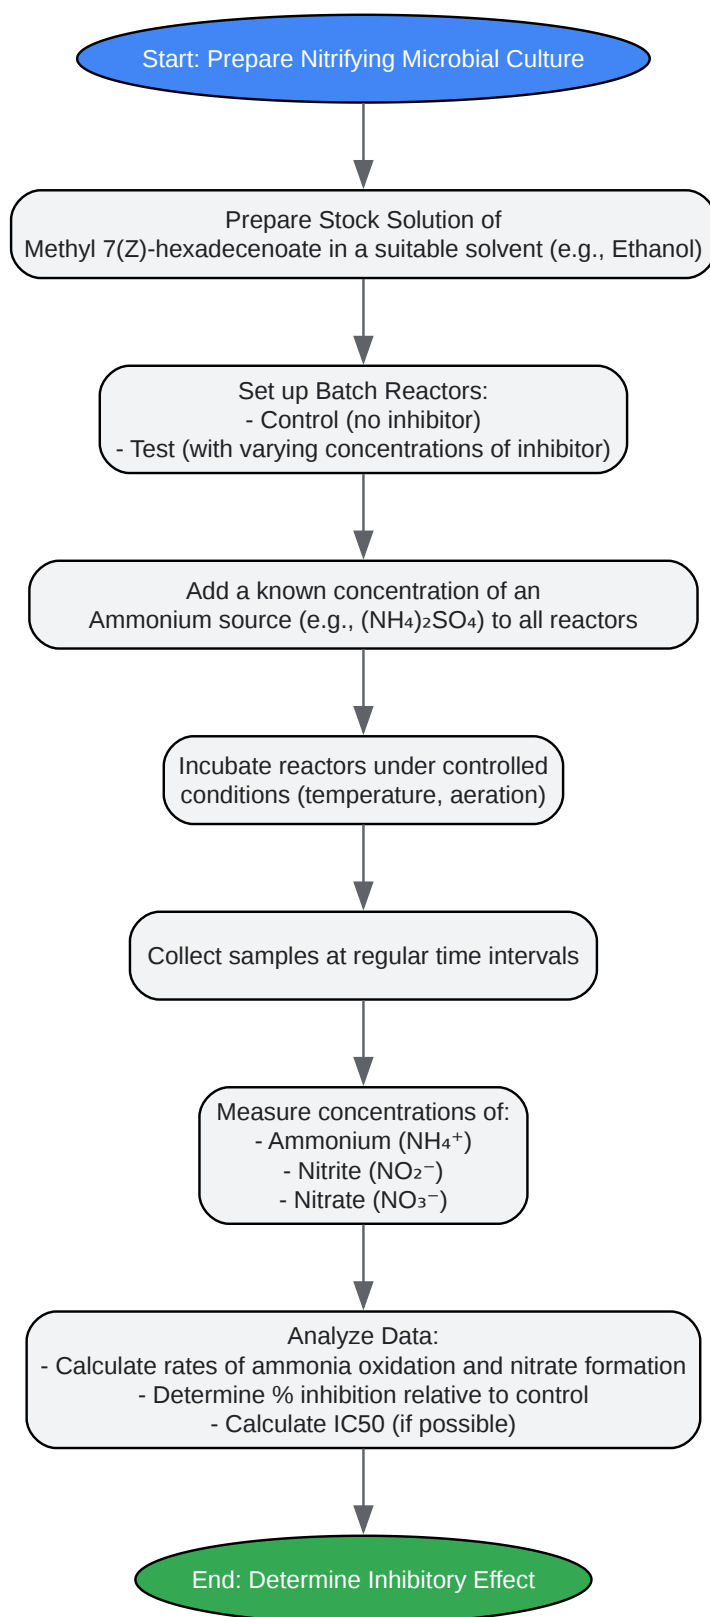 Start: Prepare Nitrifying Microbial Culture
Prepare Stock Solution of
Methyl 7(Z)-hexadecenoate in a suitable solvent (e.g., Ethanol)
Set up Batch Reactors:
- Control (no inhibitor)
- Test (with varying concentrations of inhibitor)
Add a known concentration of an
Ammonium source (e.g., (NH₄)₂SO₄) to all reactors
Incubate reactors under controlled
conditions (temperature, aeration)
Collect samples at regular time intervals
Measure concentrations of:
- Ammonium (NH₄⁺)
- Nitrite (NO₂⁻)
- Nitrate (NO₃⁻)
Analyze Data:
- Calculate rates of ammonia oxidation and nitrate formation
- Determine % inhibition relative to control
- Calculate IC50 (if possible)
End: Determine Inhibitory Effect